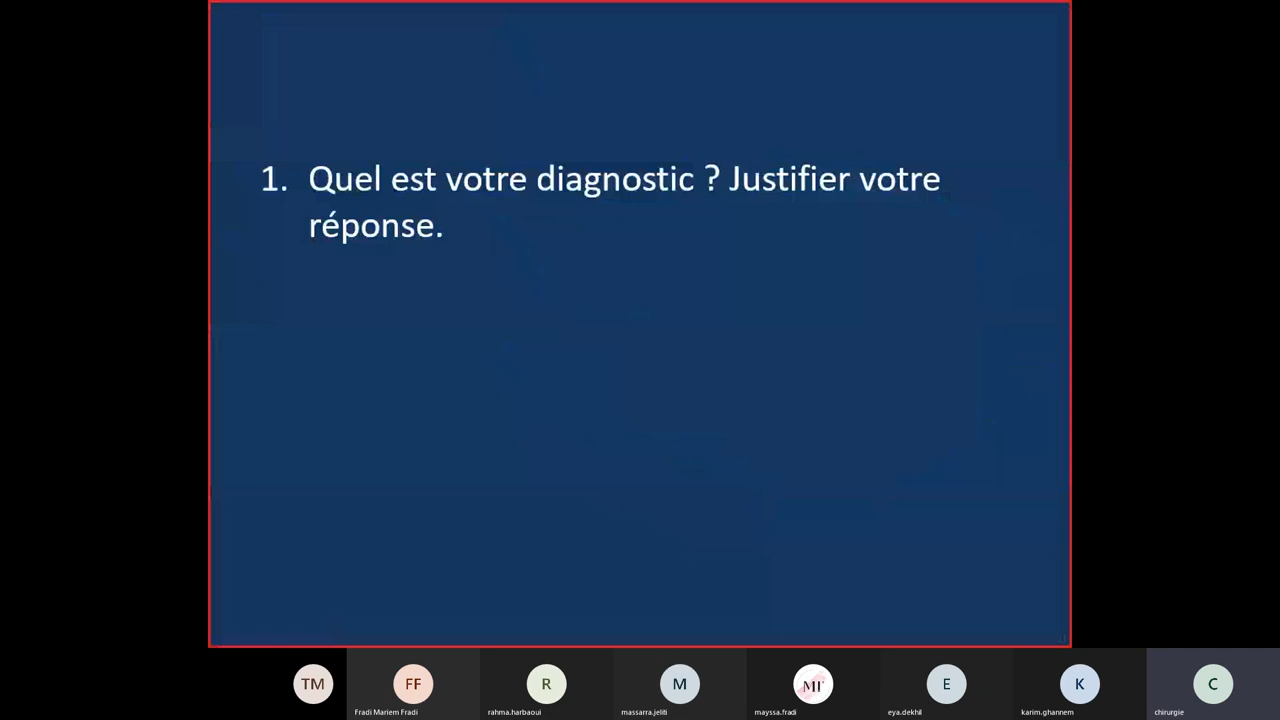 1. Quel est votre diagnostic ? Justifier votre
réponse.
TM
FF
R
M
MF
E
K
C
Fradi Mariem Fradi
rahma.harbaoui
massarra.jeliti
mayssa.fradi
eya.dekhil
karim.ghannem
chirurgie